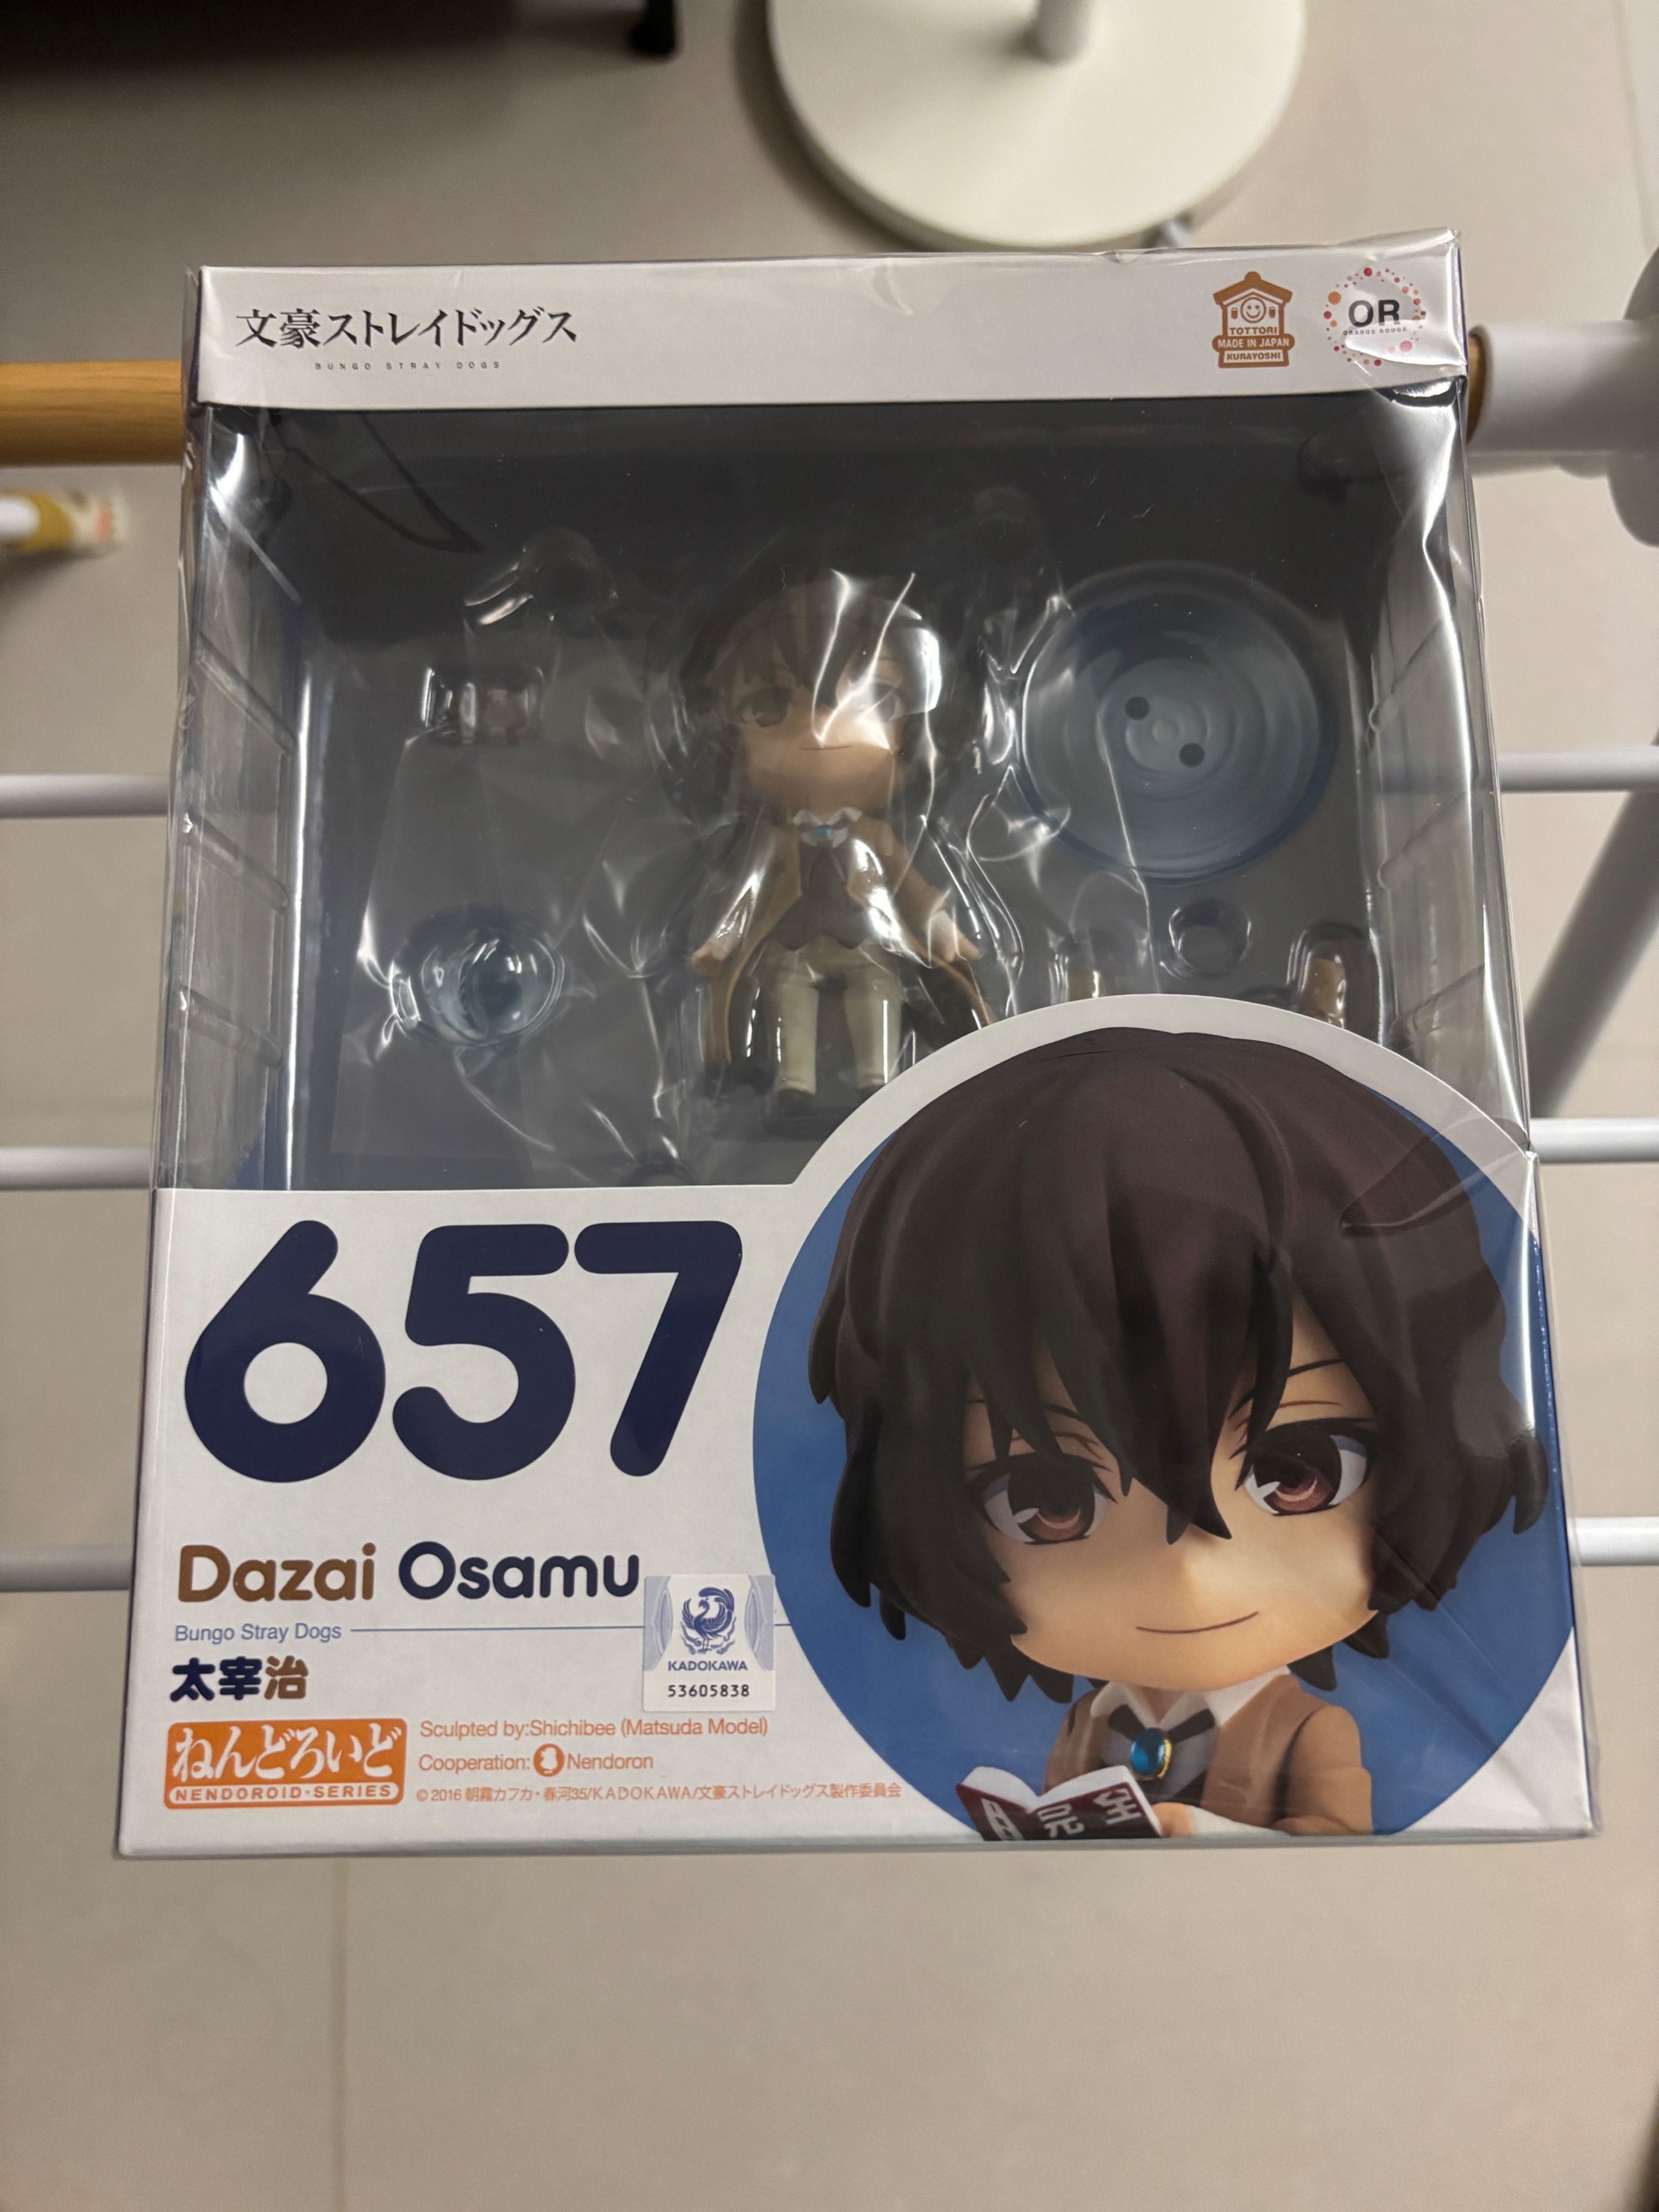 文豪ストレイドッグス
BUNGO STRAY DOGS
TOTTORI
MADE IN JAPAN
KURAYOSHI
OR
ORANGE ROUGE
657
Dazai Osamu
Bungo Stray Dogs
太宰治
KADOKAWA
53605838
ねんどろいど
NENDOROID·SERIES
Sculpted by:Shichibee (Matsuda Model)
Cooperation: Nendoron
© 2016 朝霧カフカ・春河35/KADOKAWA/文豪ストレイドッグス製作委員会